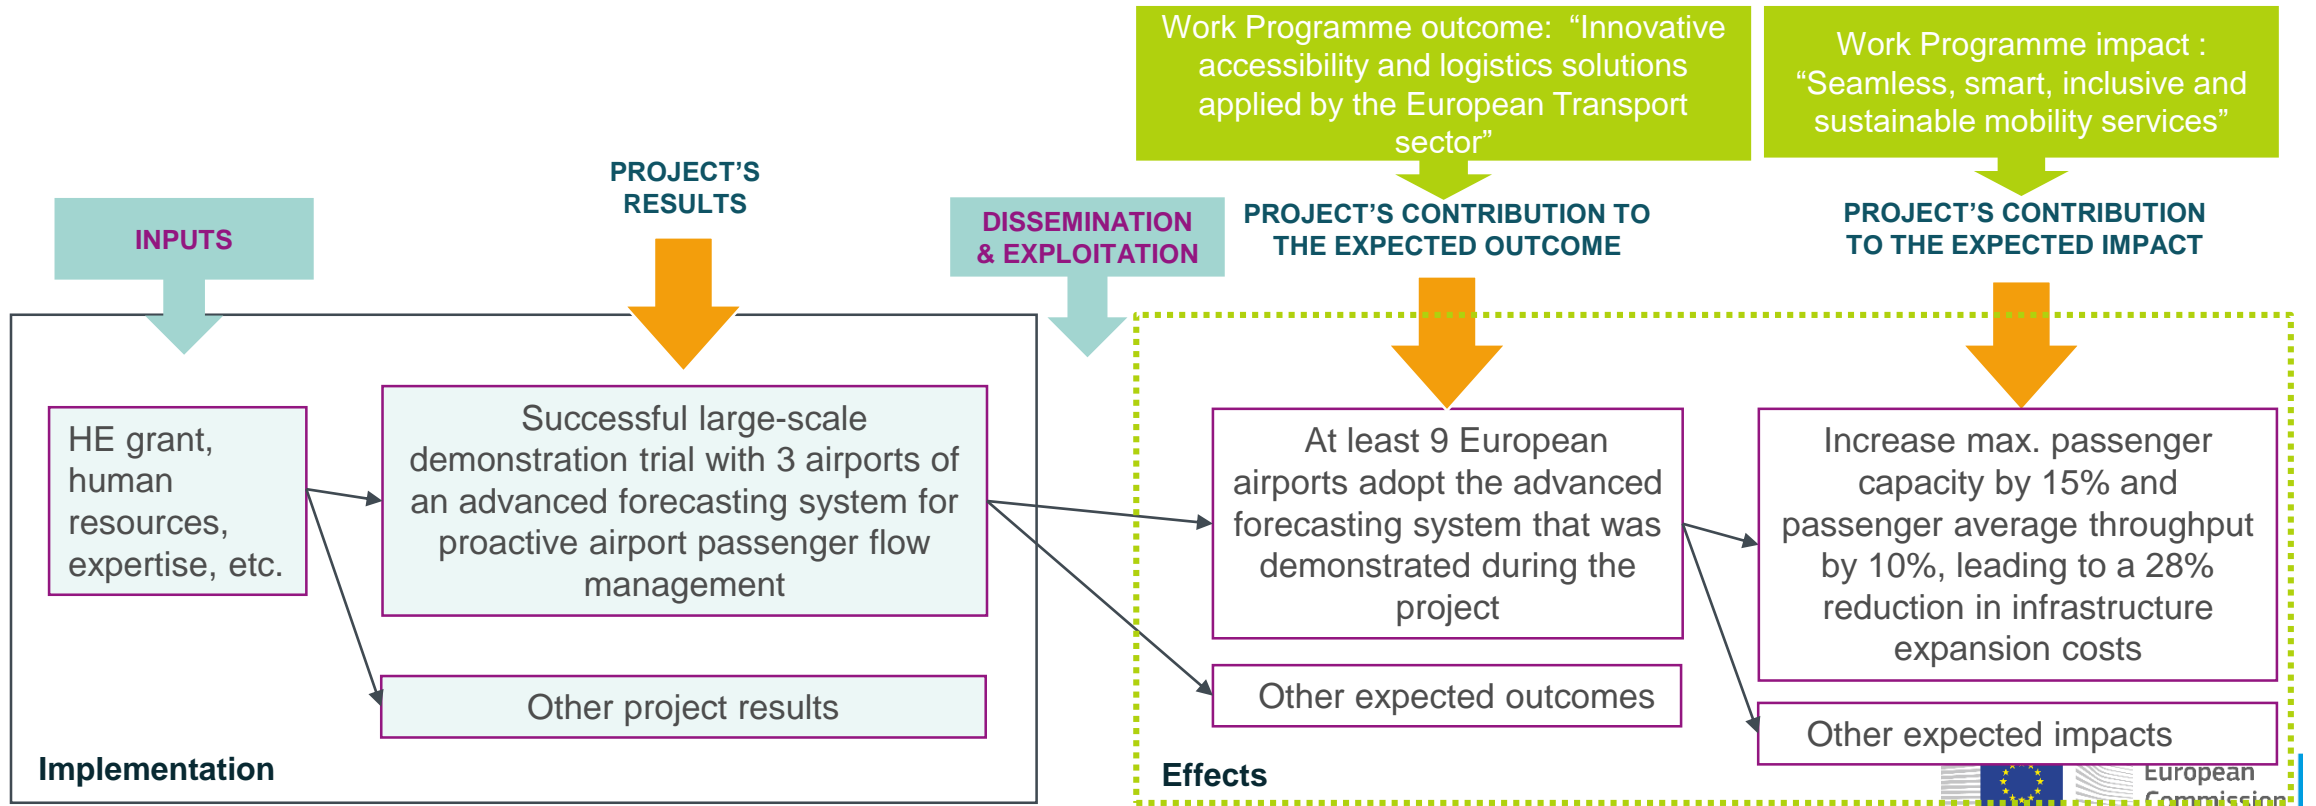 Work Programme outcome: “Innovative
accessibility and logistics solutions
applied by the European Transport
sector”
Work Programme impact :
“Seamless, smart, inclusive and
sustainable mobility services”
INPUTS
PROJECT’S
RESULTS
DISSEMINATION
& EXPLOITATION
PROJECT’S CONTRIBUTION TO
THE EXPECTED OUTCOME
PROJECT’S CONTRIBUTION
TO THE EXPECTED IMPACT
HE grant,
human
resources,
expertise, etc.
Successful large-scale
demonstration trial with 3 airports of
an advanced forecasting system for
proactive airport passenger flow
management
Other project results
Implementation
At least 9 European
airports adopt the advanced
forecasting system that was
demonstrated during the
project
Other expected outcomes
Increase max. passenger
capacity by 15% and
passenger average throughput
by 10%, leading to a 28%
reduction in infrastructure
expansion costs
Other expected impacts
Effects
European
Commission